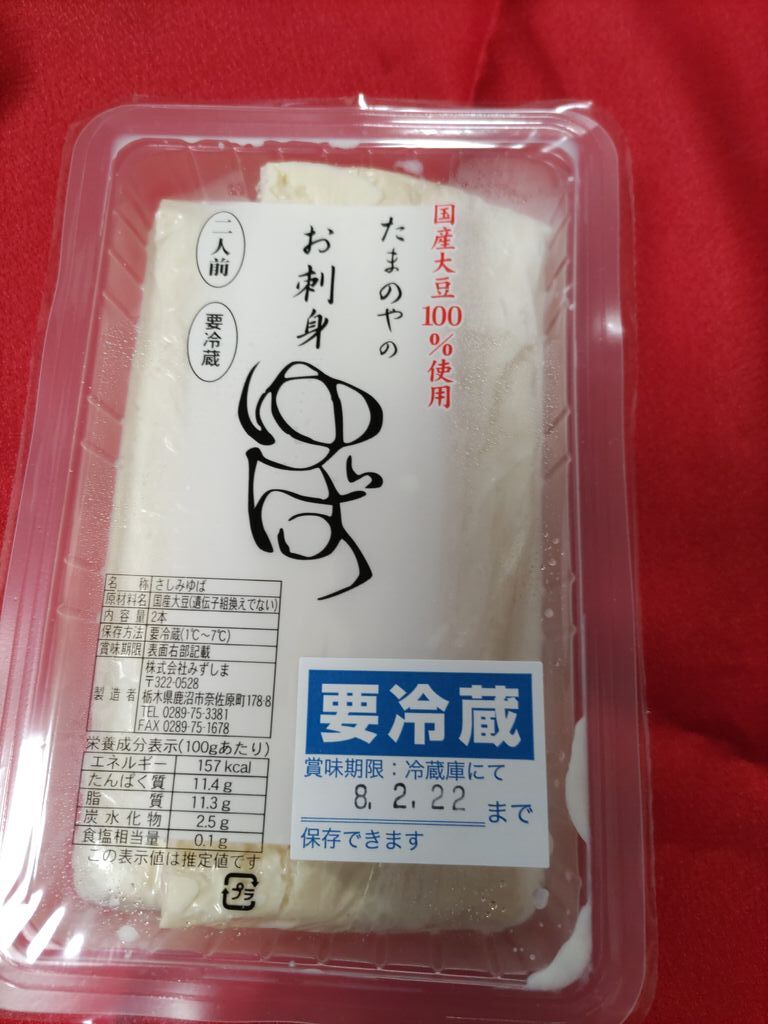 国産大豆100%使用
たまのやの
お刺身
ゆば
二人前
要冷蔵
名称 さしみゆば
原材料名 国産大豆(遺伝子組換えでない)
内容量 2本
保存方法 要冷蔵(1℃〜7℃)
賞味期限 表面右部記載
製造者 株式会社みずしま
〒322-0528
栃木県鹿沼市奈佐原町178-8
TEL 0289-75-3381
FAX 0289-75-1678
栄養成分表示(100gあたり)
エネルギー 157 kcal
たんぱく質 11.4 g
脂質 11.3 g
炭水化物 2.5 g
食塩相当量 0.1 g
この表示値は推定値です
プラ
要冷蔵
賞味期限:冷蔵庫にて
8. 2. 22 まで
保存できます